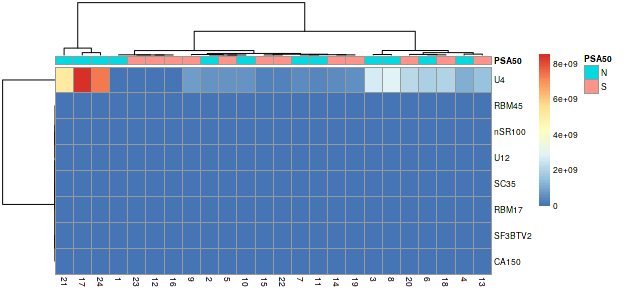 PSA50
U4
RBM45
nSR100
U12
SC35
RBM17
SF3BTV2
CA150
21 17 24 1 23 12 16 9 2 5 10 15 22 7 11 14 19 3 8 20 6 18 4 13
8e+09
6e+09
4e+09
2e+09
0
PSA50
N
S